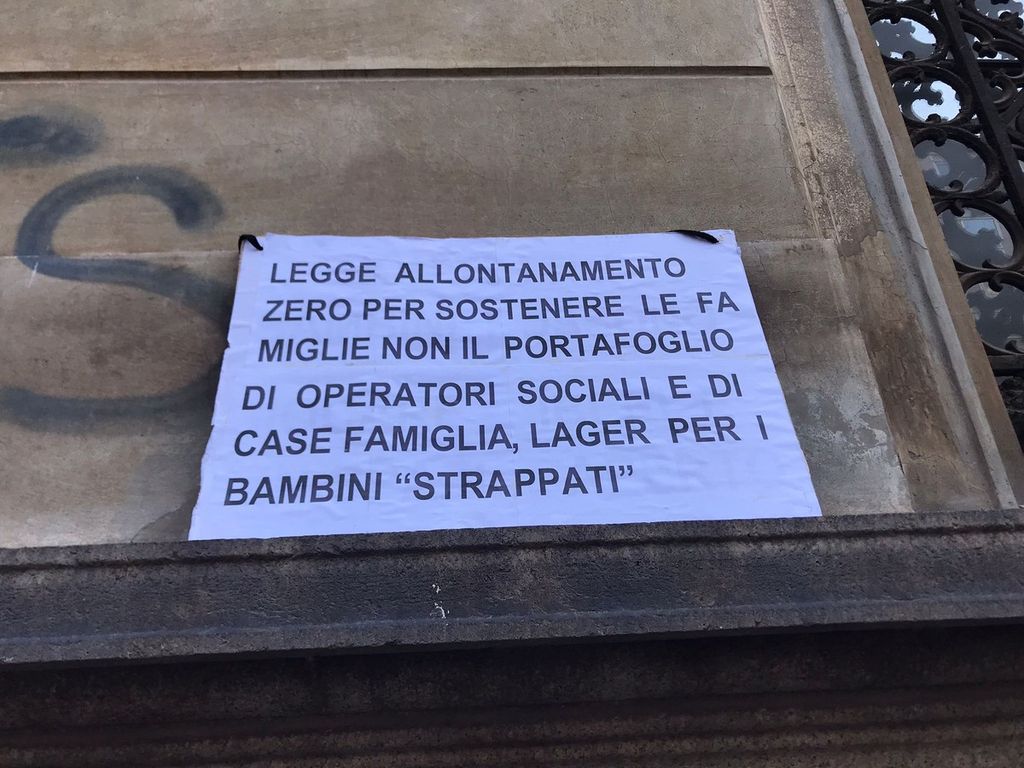 LEGGE ALLONTANAMENTO
ZERO PER SOSTENERE LE FA
MIGLIE NON IL PORTAFOGLIO
DI OPERATORI SOCIALI E DI
CASE FAMIGLIA, LAGER PER I
BAMBINI “STRAPPATI”